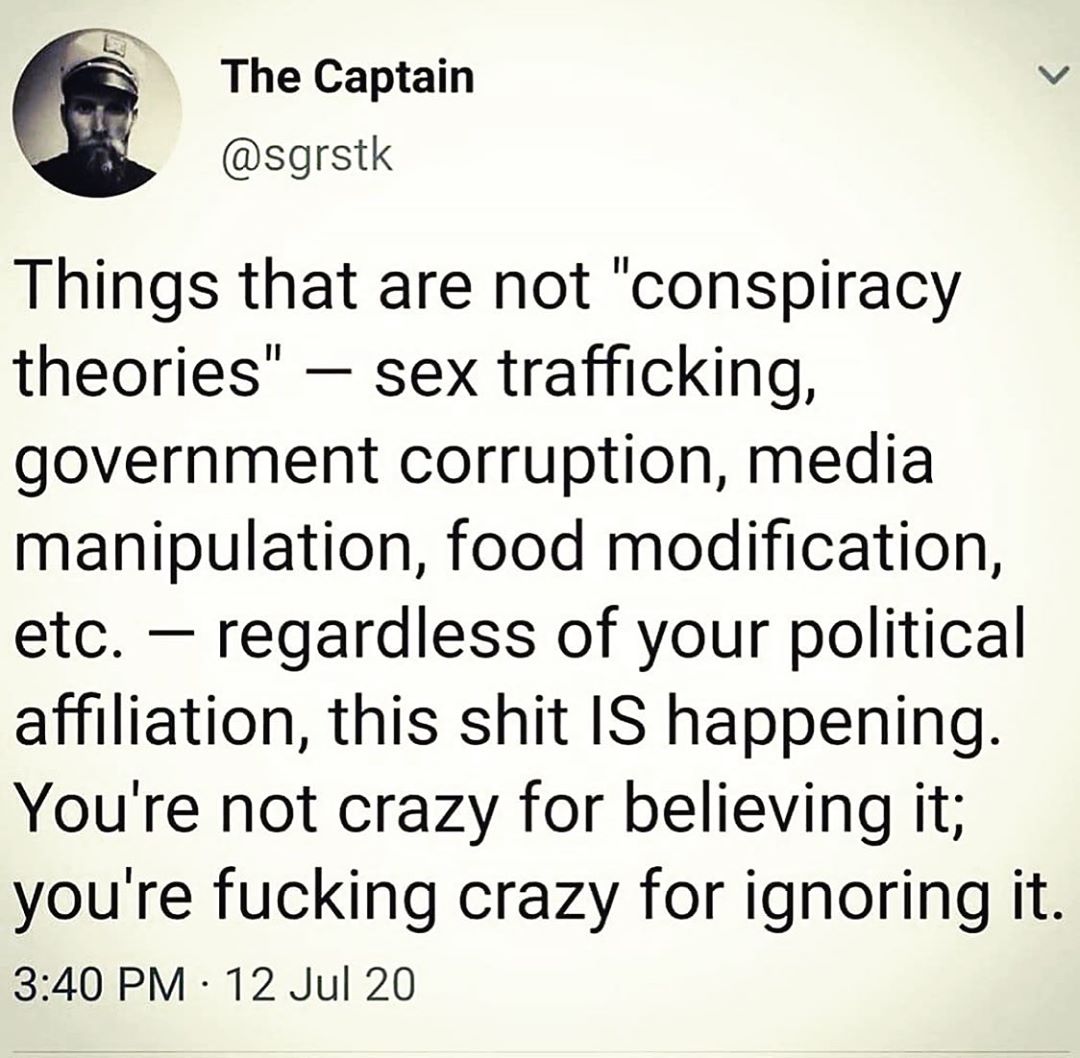 The Captain
@sgrstk
Things that are not "conspiracy
theories" — sex trafficking,
government corruption, media
manipulation, food modification,
etc. — regardless of your political
affiliation, this shit IS happening.
You're not crazy for believing it;
you're fucking crazy for ignoring it.
3:40 PM · 12 Jul 20